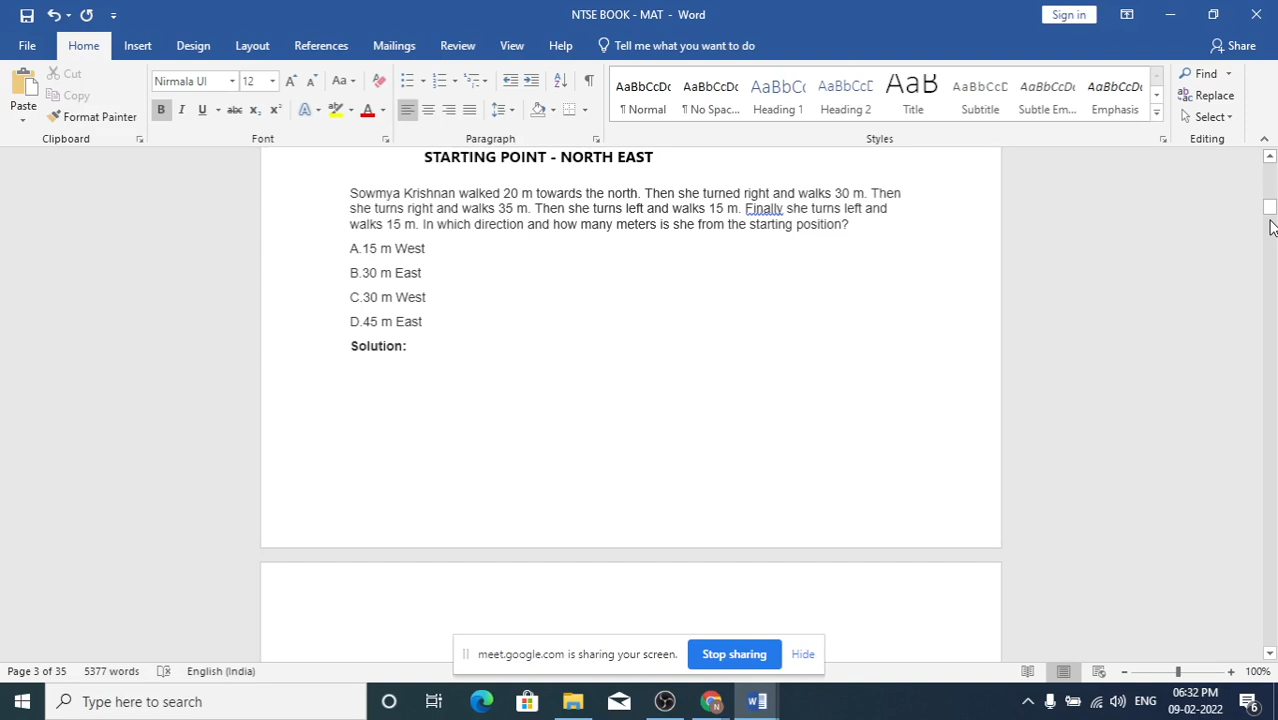 NTSE BOOK - MAT - Word
Sign in
File Home Insert Design Layout References Mailings Review View Help Tell me what you want to do Share
Paste
Cut
Copy
Format Painter
Clipboard
Nirmala UI 12
Font
Paragraph
AaBbCcDc AaBbCcDc AaBbCc AaBbCcD AaB AaBbCcD AaBbCcDc AaBbCcDc
¶ Normal ¶ No Spac... Heading 1 Heading 2 Title Subtitle Subtle Em... Emphasis
Styles
Find
Replace
Select
Editing
STARTING POINT - NORTH EAST
Sowmya Krishnan walked 20 m towards the north. Then she turned right and walks 30 m. Then
she turns right and walks 35 m. Then she turns left and walks 15 m. Finally she turns left and
walks 15 m. In which direction and how many meters is she from the starting position?
A.15 m West
B.30 m East
C.30 m West
D.45 m East
Solution:
meet.google.com is sharing your screen. Stop sharing Hide
Page 3 of 35 5377 words English (India) 100%
Type here to search
ENG
06:32 PM
09-02-2022
6